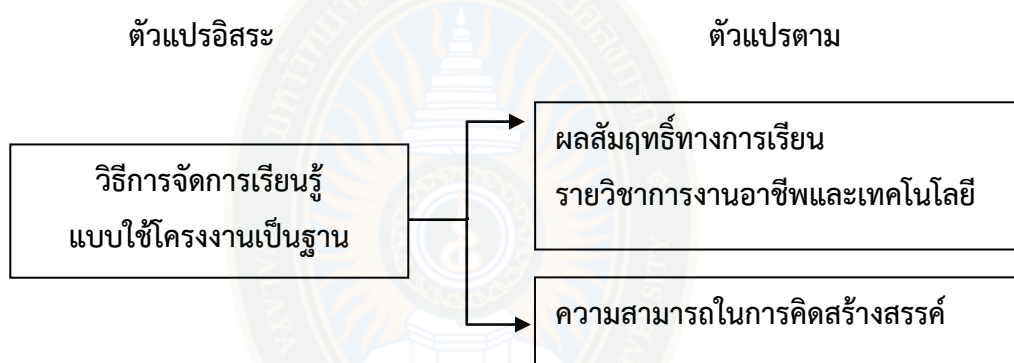 ตัวแปรอิสระ
ตัวแปรตาม
วิธีการจัดการเรียนรู้
แบบใช้โครงงานเป็นฐาน
ผลสัมฤทธิ์ทางการเรียน
รายวิชาการงานอาชีพและเทคโนโลยี
ความสามารถในการคิดสร้างสรรค์